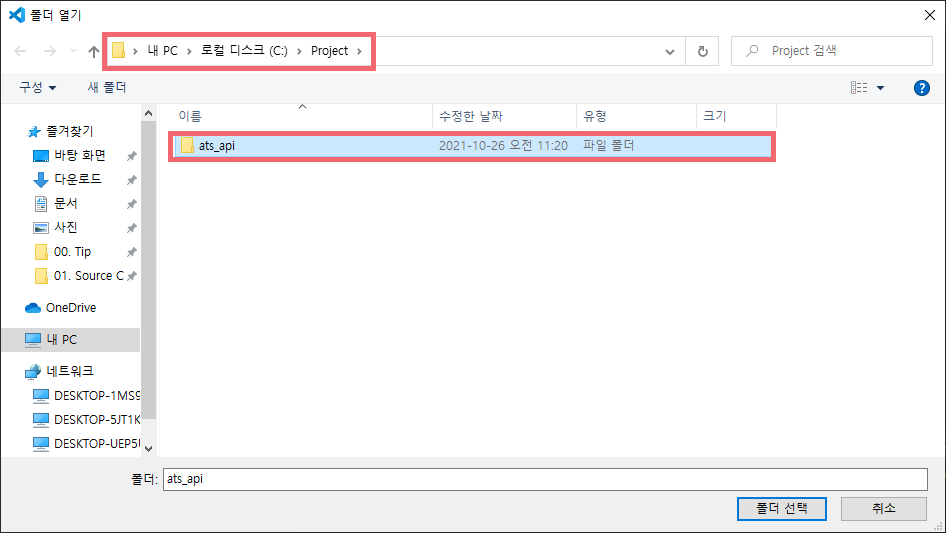 폴더 열기
내 PC 로컬 디스크 (C:) Project
Project 검색
구성 새 폴더
이름 수정한 날짜 유형 크기
ats_api 2021-10-26 오전 11:20 파일 폴더
즐겨찾기
바탕 화면
다운로드
문서
사진
00. Tip
01. Source C
OneDrive
내 PC
네트워크
DESKTOP-1MS9
DESKTOP-5JT1K
DESKTOP-UEP5U
폴더: ats_api
폴더 선택 취소